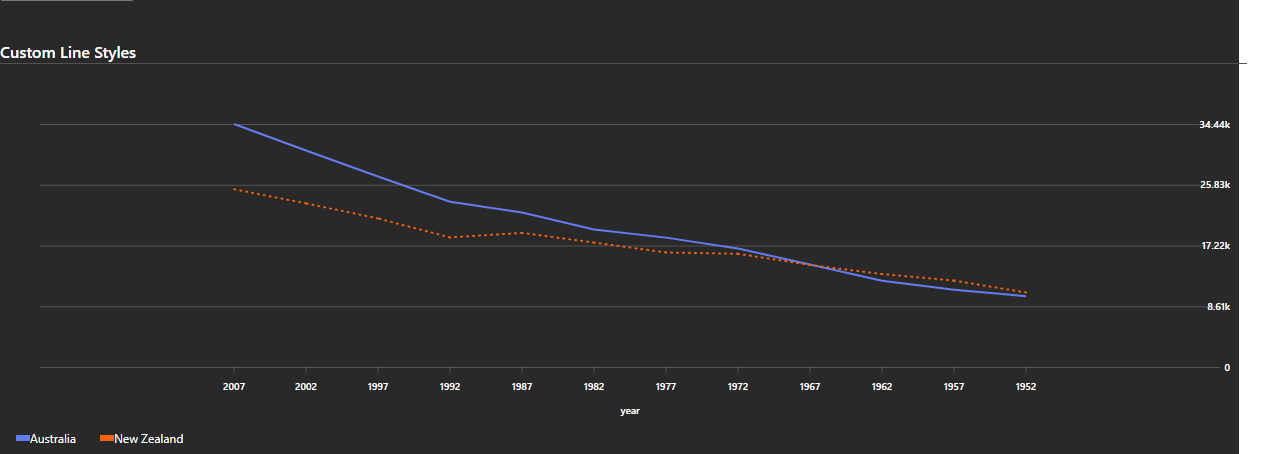 Custom Line Styles
34.44k
25.83k
17.22k
8.61k
0
2007 2002 1997 1992 1987 1982 1977 1972 1967 1962 1957 1952
year
Australia New Zealand